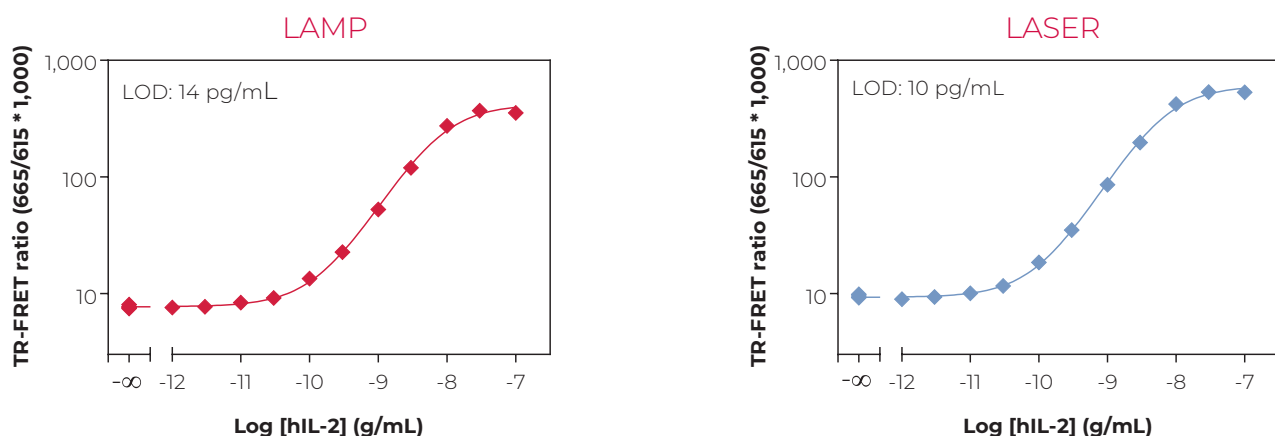 LAMP
TR-FRET ratio (665/615 * 1,000)
1,000
100
10
LOD: 14 pg/mL
-∞ -12 -11 -10 -9 -8 -7
Log [hIL-2] (g/mL)
LASER
TR-FRET ratio (665/615 * 1,000)
1,000
100
10
LOD: 10 pg/mL
-∞ -12 -11 -10 -9 -8 -7
Log [hIL-2] (g/mL)